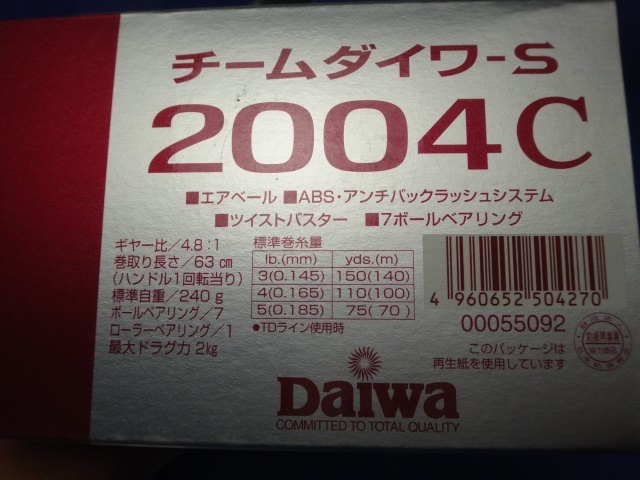 チームダイワ-S
2004C
■エアベール ■ABS・アンチバックラッシュシステム
■ツイストバスター ■7ボールベアリング
ギヤー比／4.8：1
巻取り長さ／63㎝
(ハンドル1回転当り)
標準自重／240g
ボールベアリング／7
ローラーベアリング／1
最大ドラグ力2kg
標準巻糸量
lb.(mm) yds.(m)
3(0.145) 150(140)
4(0.165) 110(100)
5(0.185) 75( 70 )
●TDライン使用時
4 960652 504270
00055092
このパッケージは
再生紙を使用しています
Daiwa
COMMITTED TO TOTAL QUALITY